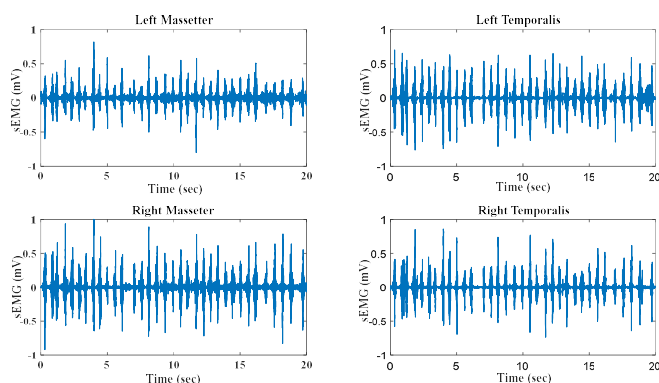 Left Massetter
1
0.5
0
-0.5
-1
sEMG (mV)
0 5 10 15 20
Time (sec)
Left Temporalis
1
0.5
0
-0.5
-1
sEMG (mV)
0 5 10 15 20
Time (sec)
Right Masseter
1
0.5
0
-0.5
-1
sEMG (mV)
0 5 10 15 20
Time (sec)
Right Temporalis
1
0.5
0
-0.5
-1
sEMG (mV)
0 5 10 15 20
Time (sec)